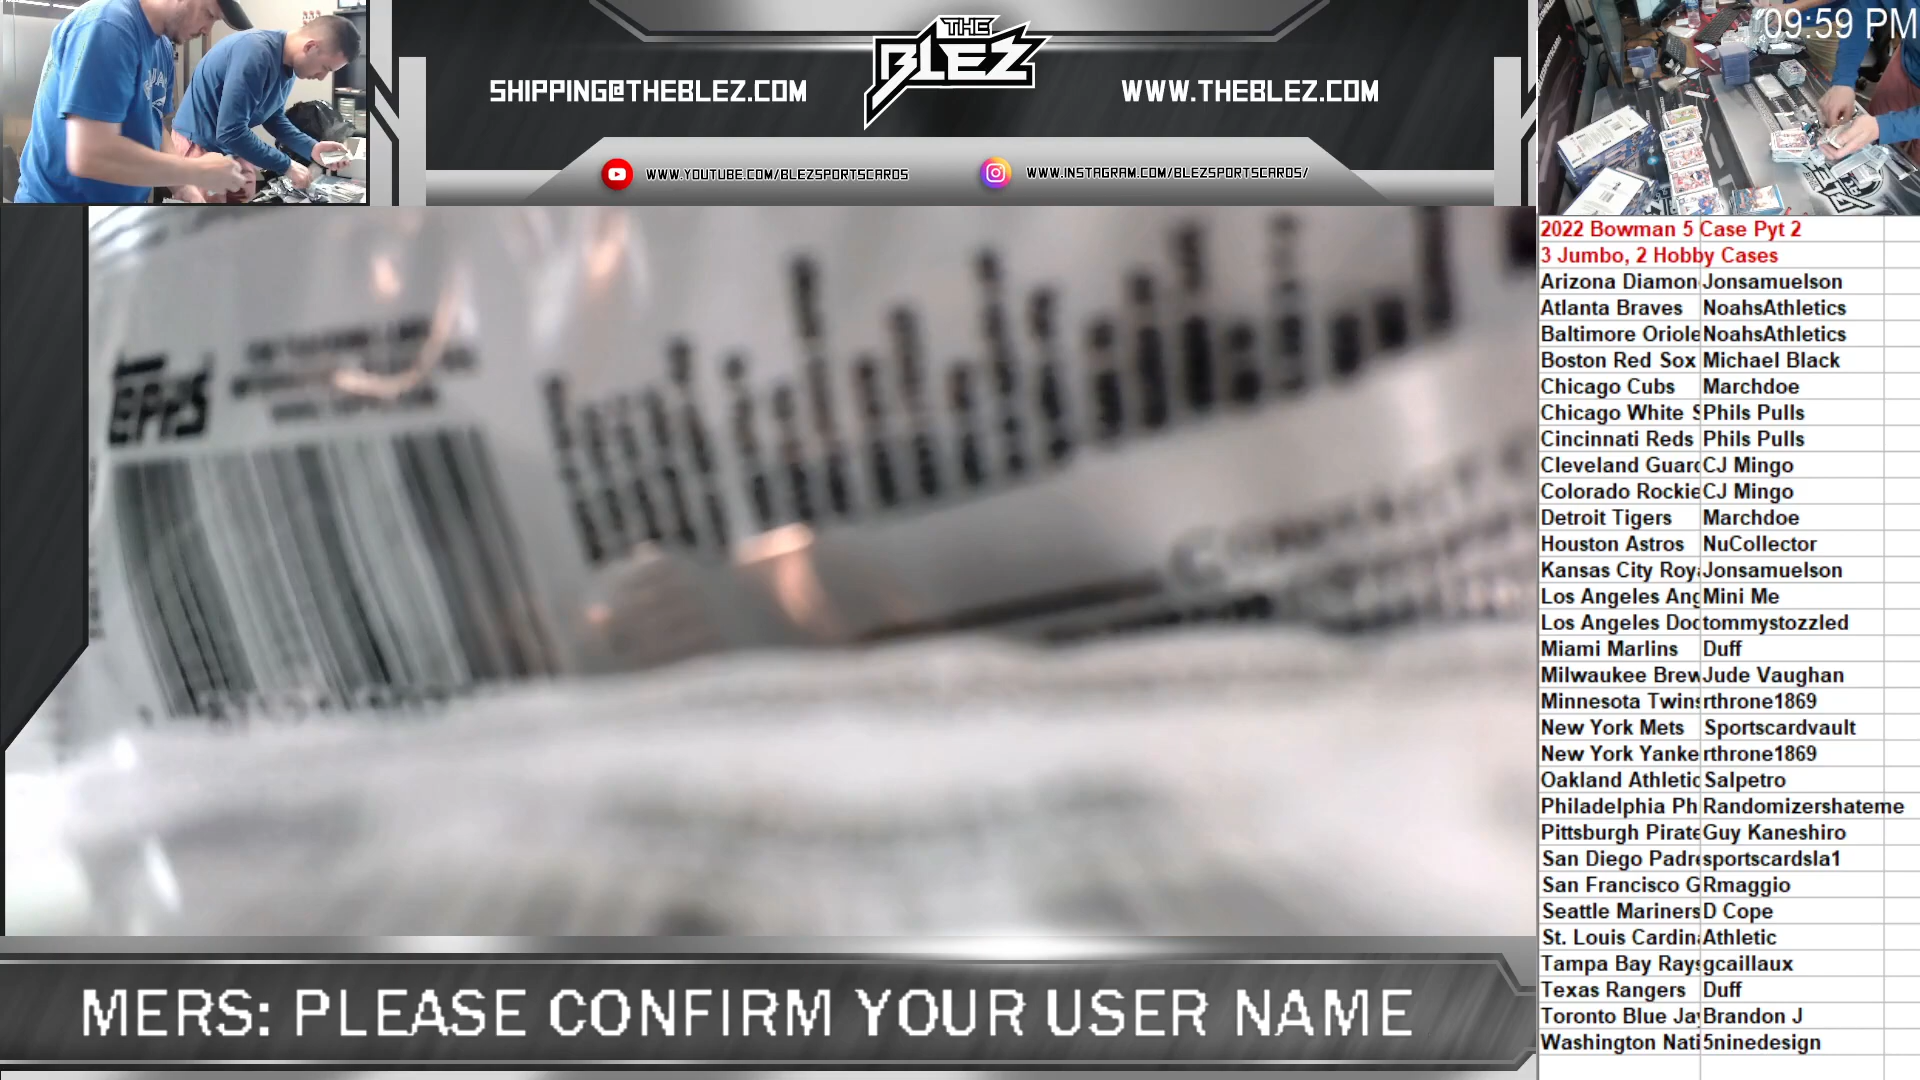 THE
BLEZ
SHIPPING@THEBLEZ.COM
WWW.THEBLEZ.COM
WWW.YOUTUBE.COM/BLEZSPORTSCARDS
WWW.INSTAGRAM.COM/BLEZSPORTSCARDS/
09:59 PM
2022 Bowman 5 Case Pyt 2
3 Jumbo, 2 Hobby Cases
Arizona Diamon Jonsamuelson
Atlanta Braves NoahsAthletics
Baltimore Oriole NoahsAthletics
Boston Red Sox Michael Black
Chicago Cubs Marchdoe
Chicago White S Phils Pulls
Cincinnati Reds Phils Pulls
Cleveland Guard CJ Mingo
Colorado Rockie CJ Mingo
Detroit Tigers Marchdoe
Houston Astros NuCollector
Kansas City Roya Jonsamuelson
Los Angeles Ang Mini Me
Los Angeles Dod tommystozzled
Miami Marlins Duff
Milwaukee Brew Jude Vaughan
Minnesota Twins rthrone1869
New York Mets Sportscardvault
New York Yanke rthrone1869
Oakland Athletic Salpetro
Philadelphia Ph Randomizershateme
Pittsburgh Pirate Guy Kaneshiro
San Diego Padre sportscardsla1
San Francisco G Rmaggio
Seattle Mariners D Cope
St. Louis Cardina Athletic
Tampa Bay Rays gcaillaux
Texas Rangers Duff
Toronto Blue Jay Brandon J
Washington Nati 5ninedesign
MERS: PLEASE CONFIRM YOUR USER NAME